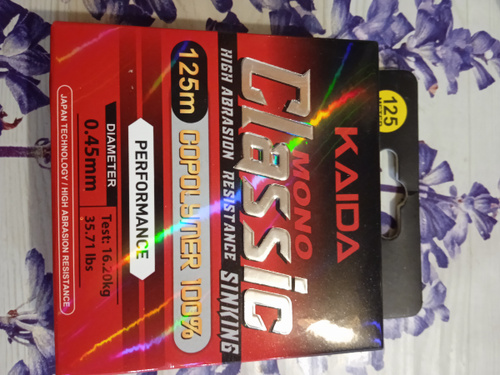 125
KAIDA
MONO
Classic
HIGH ABRASION RESISTANCE SINKING
125m COPOLYMER 100%
PERFORMANCE
DIAMETER
0.45mm
Test: 16.20kg
35.71 lbs
JAPAN TECHNOLOGY / HIGH ABRASION RESISTANCE